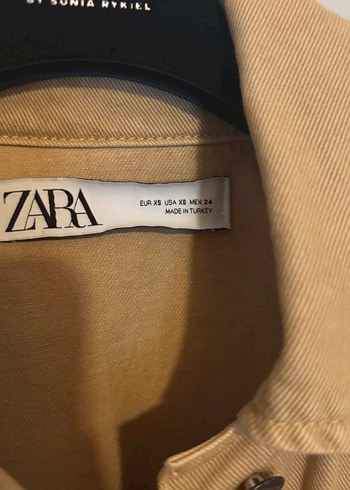 BY SONIA RYKIEL
ZARA
EUR XS USA XS MEX 24
MADE IN TURKEY